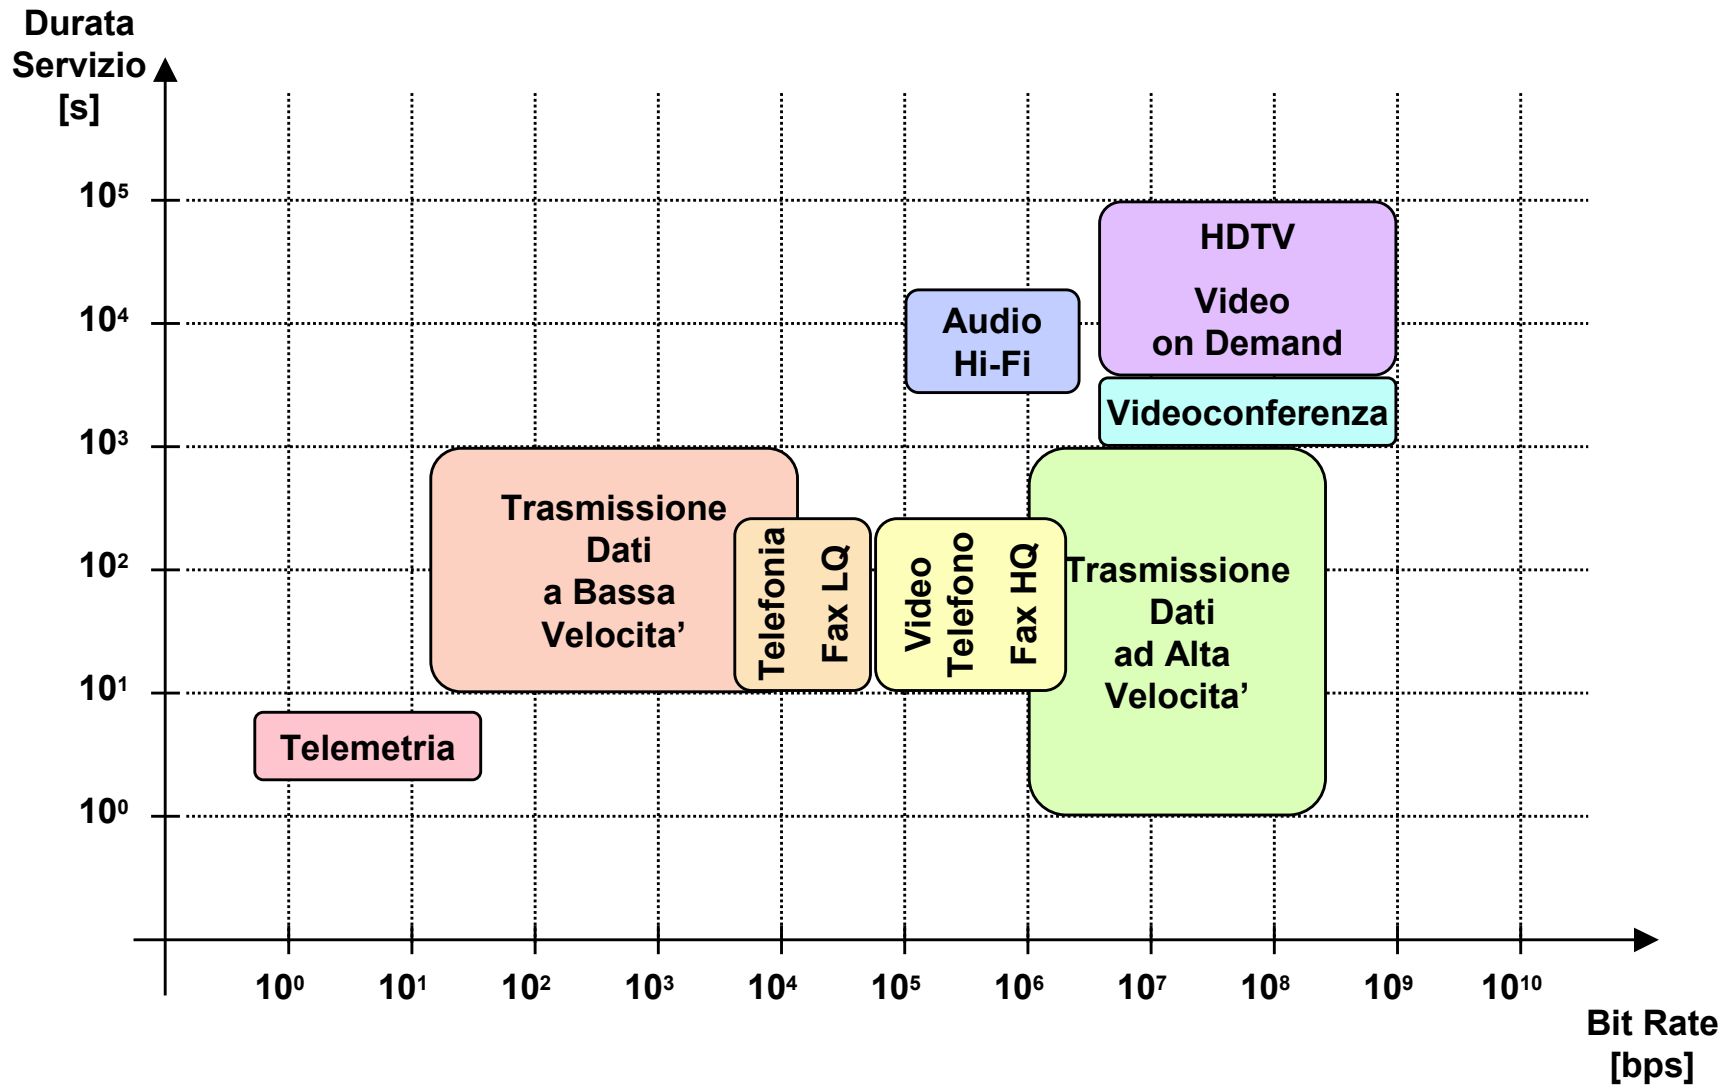 Durata
Servizio
[s]
10⁵
10⁴
10³
10²
10¹
10⁰
HDTV
Video
on Demand
Audio
Hi-Fi
Videoconferenza
Trasmissione
Dati
a Bassa
Velocita’
Telefonia
Fax LQ
Video
Telefono
Fax HQ
Trasmissione
Dati
ad Alta
Velocita’
Telemetria
10⁰ 10¹ 10² 10³ 10⁴ 10⁵ 10⁶ 10⁷ 10⁸ 10⁹ 10¹⁰
Bit Rate
[bps]